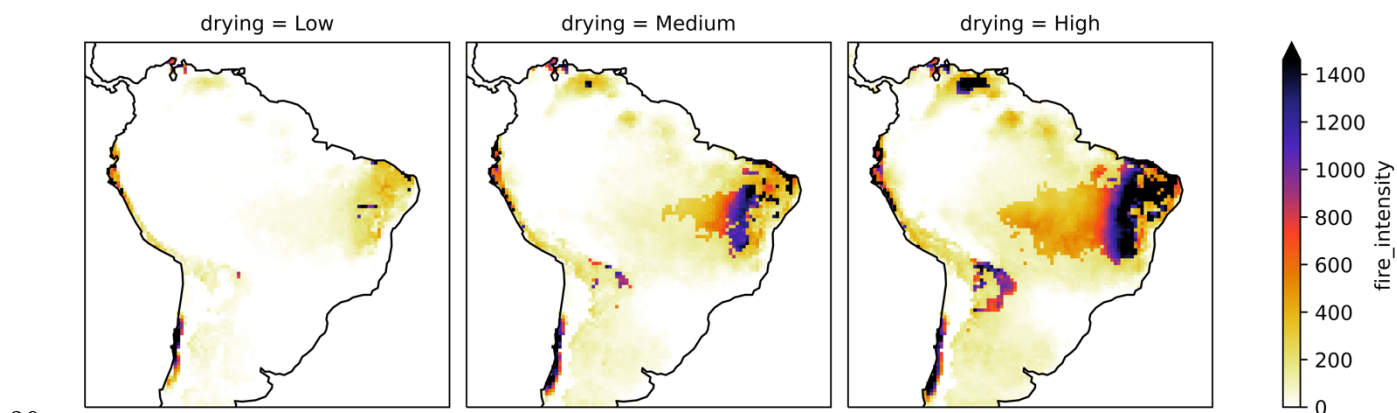 drying = Low
drying = Medium
drying = High
1400
1200
1000
800
600
400
200
0
fire_intensity